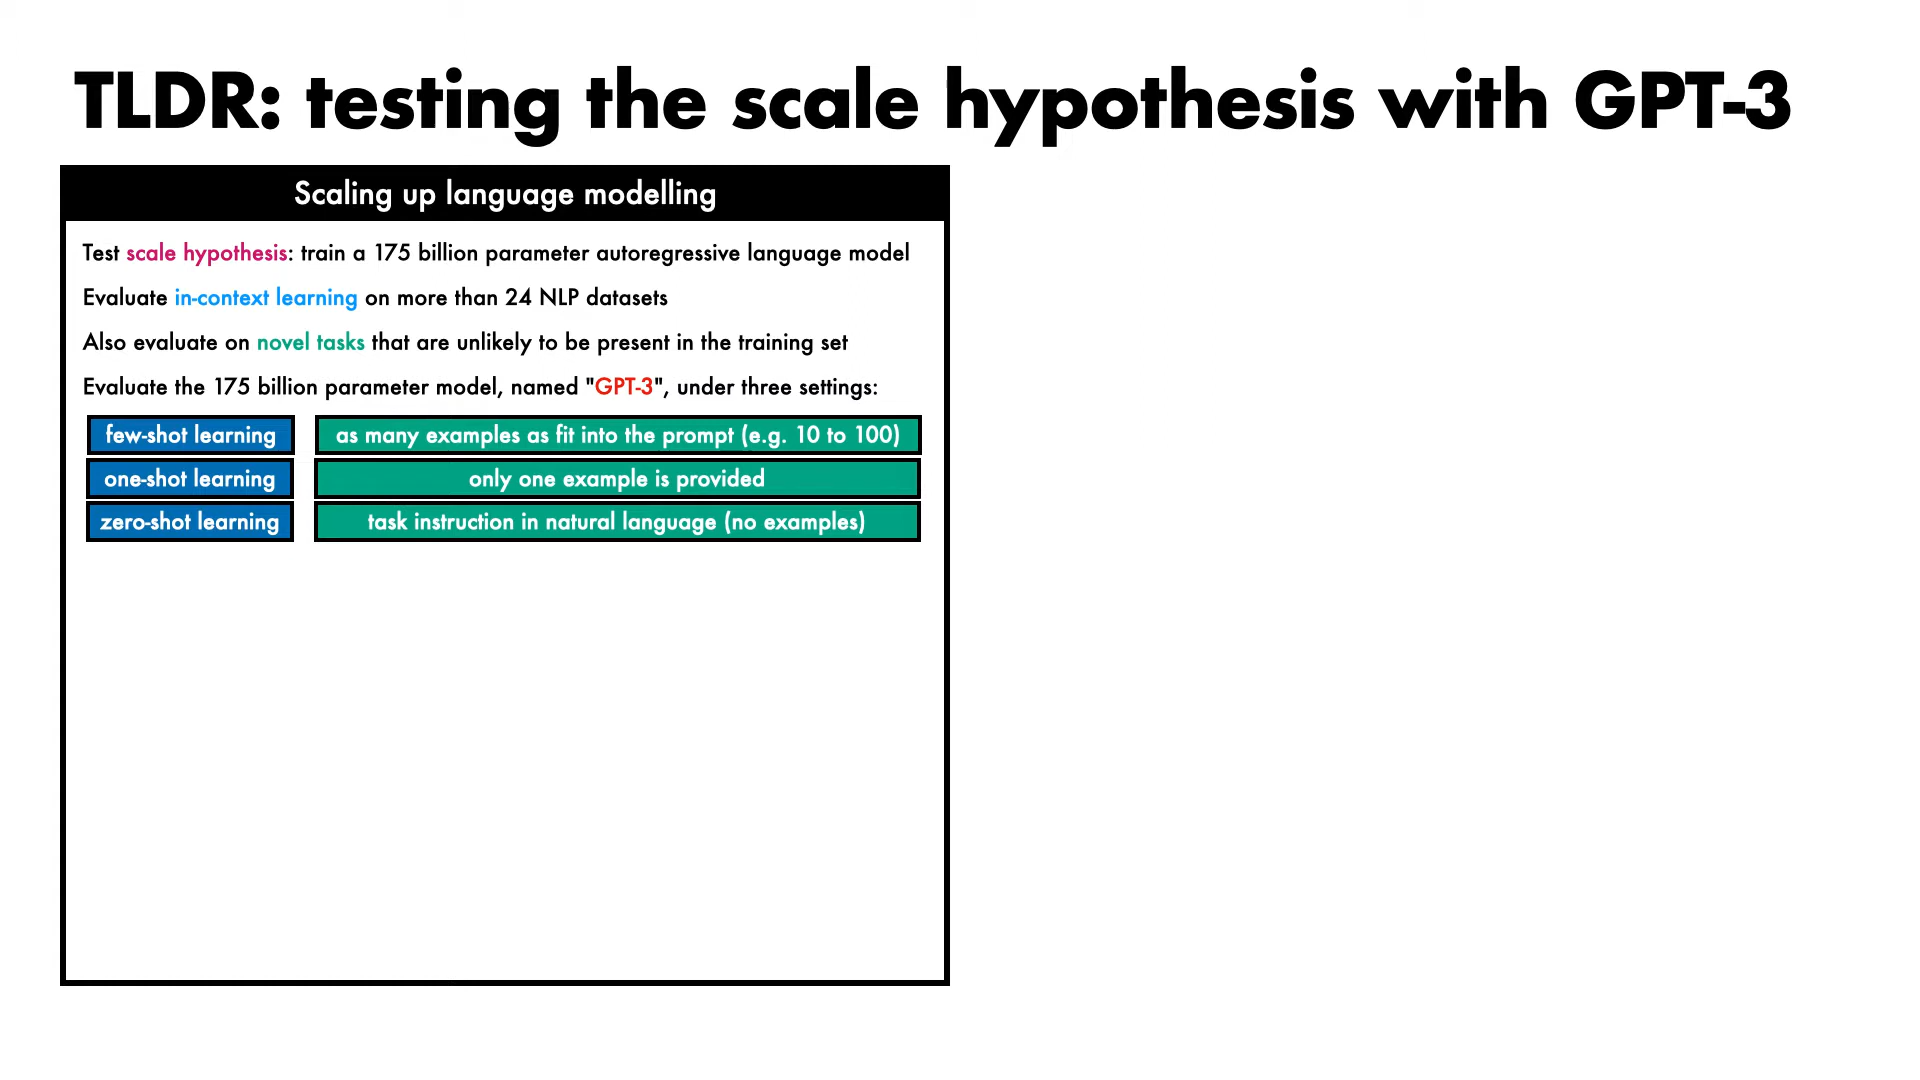 TLDR: testing the scale hypothesis with GPT-3
Scaling up language modelling
Test scale hypothesis: train a 175 billion parameter autoregressive language model
Evaluate in-context learning on more than 24 NLP datasets
Also evaluate on novel tasks that are unlikely to be present in the training set
Evaluate the 175 billion parameter model, named "GPT-3", under three settings:
few-shot learning as many examples as fit into the prompt (e.g. 10 to 100)
one-shot learning only one example is provided
zero-shot learning task instruction in natural language (no examples)